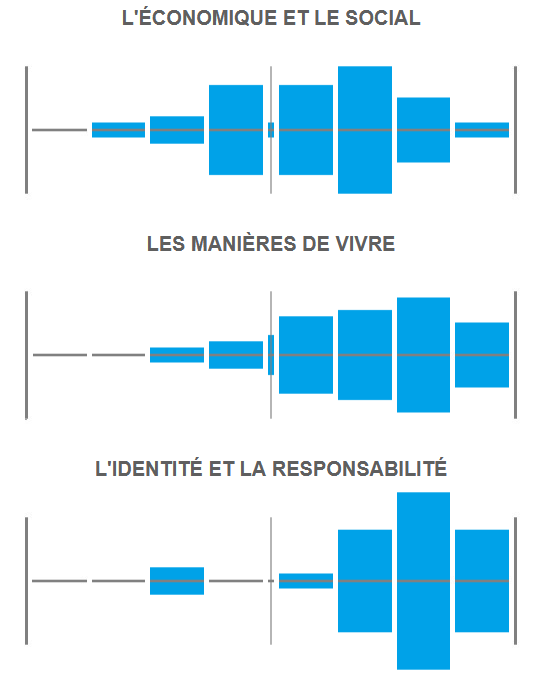 L'ÉCONOMIQUE ET LE SOCIAL
LES MANIÈRES DE VIVRE
L'IDENTITÉ ET LA RESPONSABILITÉ